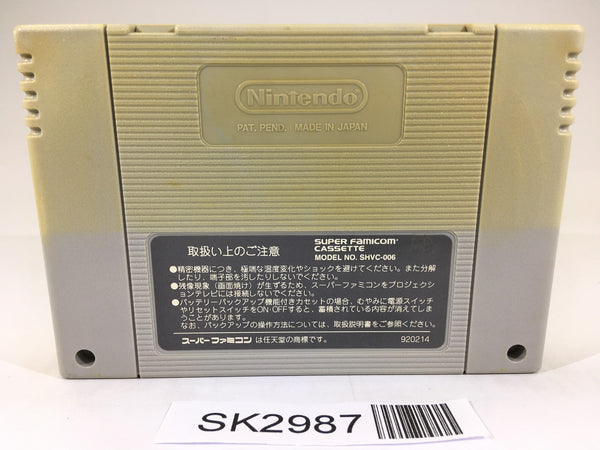 Nintendo
PAT. PEND. MADE IN JAPAN
取扱い上のご注意
SUPER FAMICOM
CASSETTE
MODEL NO. SHVC-006
●精密機器につき、極端な温度変化やショックを避けてください。また分解
したり、端子部を汚したりしないでください。
●残像現象（画面焼け）が生ずるため、スーパーファミコンをプロジェクシ
ョンテレビには接続しないでください。
●バッテリーバックアップ機能付きカセットの場合、むやみに電源スイッチ
やリセットスイッチをON・OFFすると、蓄積されている内容が消えてしま
うことがあります。
なお、バックアップの操作方法については、取扱説明書をご参照ください。
スーパーファミコン は任天堂の商標です。
920214
SK2987